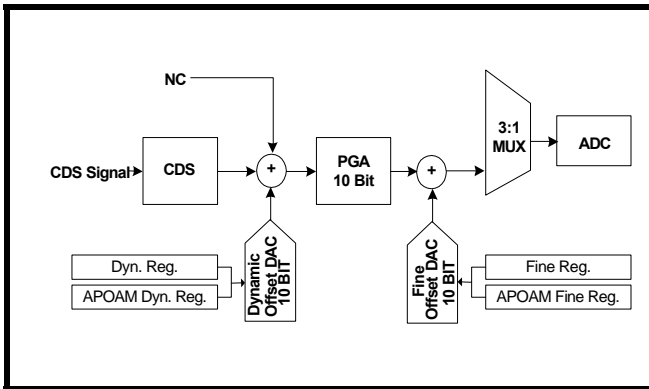 NC
CDS Signal
CDS
+
PGA
10 Bit
+
3:1
MUX
ADC
Dyn. Reg.
APOAM Dyn. Reg.
Dynamic
Offset DAC
10 BIT
Fine
Offset DAC
10 BIT
Fine Reg.
APOAM Fine Reg.